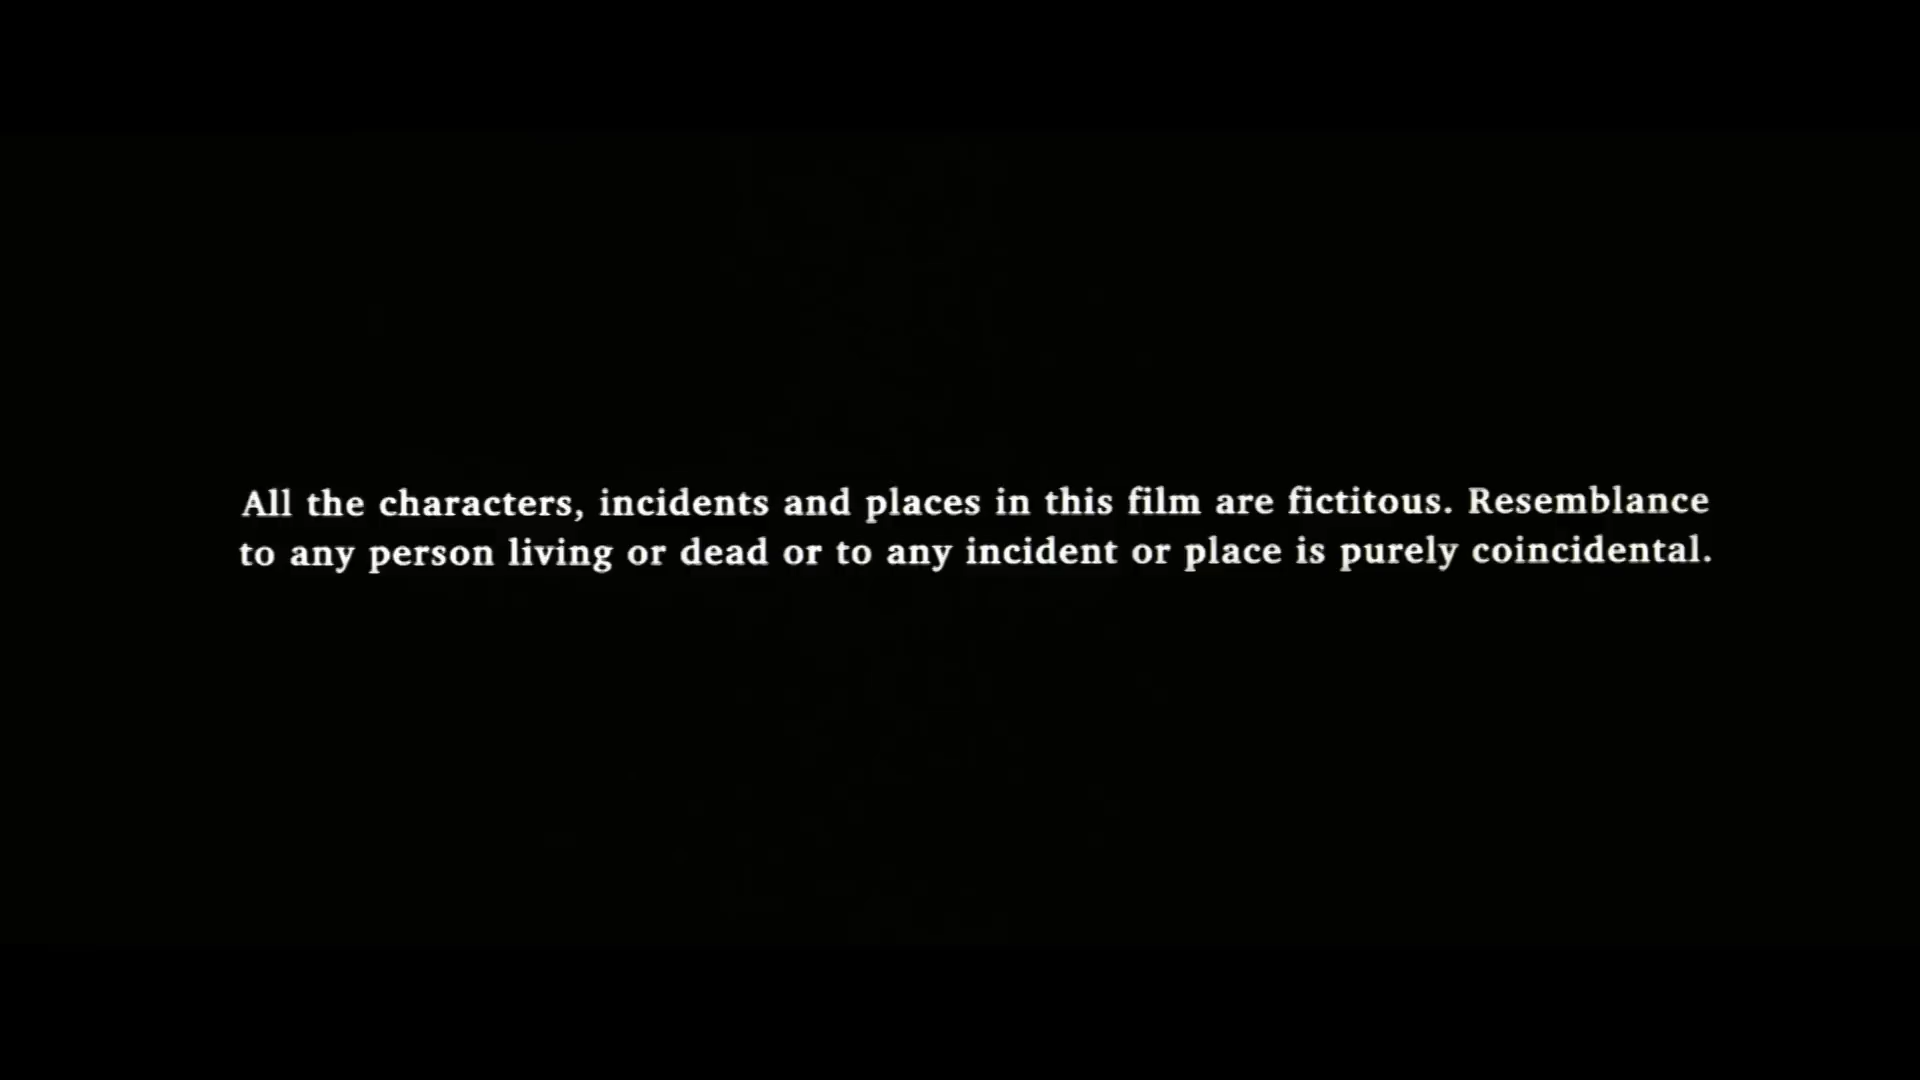 All the characters, incidents and places in this film are fictitous. Resemblance
to any person living or dead or to any incident or place is purely coincidental.